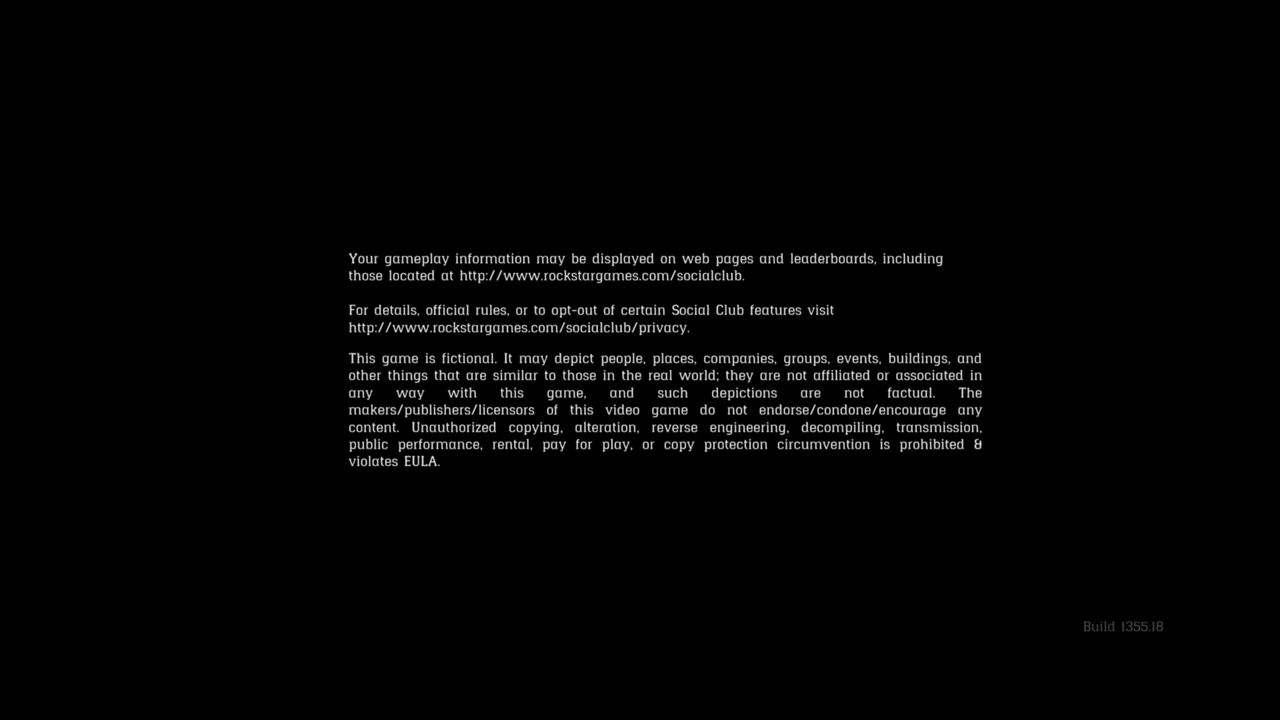 Your gameplay information may be displayed on web pages and leaderboards, including
those located at http://www.rockstargames.com/socialclub.
For details, official rules, or to opt-out of certain Social Club features visit
http://www.rockstargames.com/socialclub/privacy.
This game is fictional. It may depict people, places, companies, groups, events, buildings, and
other things that are similar to those in the real world; they are not affiliated or associated in
any way with this game, and such depictions are not factual. The
makers/publishers/licensors of this video game do not endorse/condone/encourage any
content. Unauthorized copying, alteration, reverse engineering, decompiling, transmission,
public performance, rental, pay for play, or copy protection circumvention is prohibited &
violates EULA.
Build 1355.18